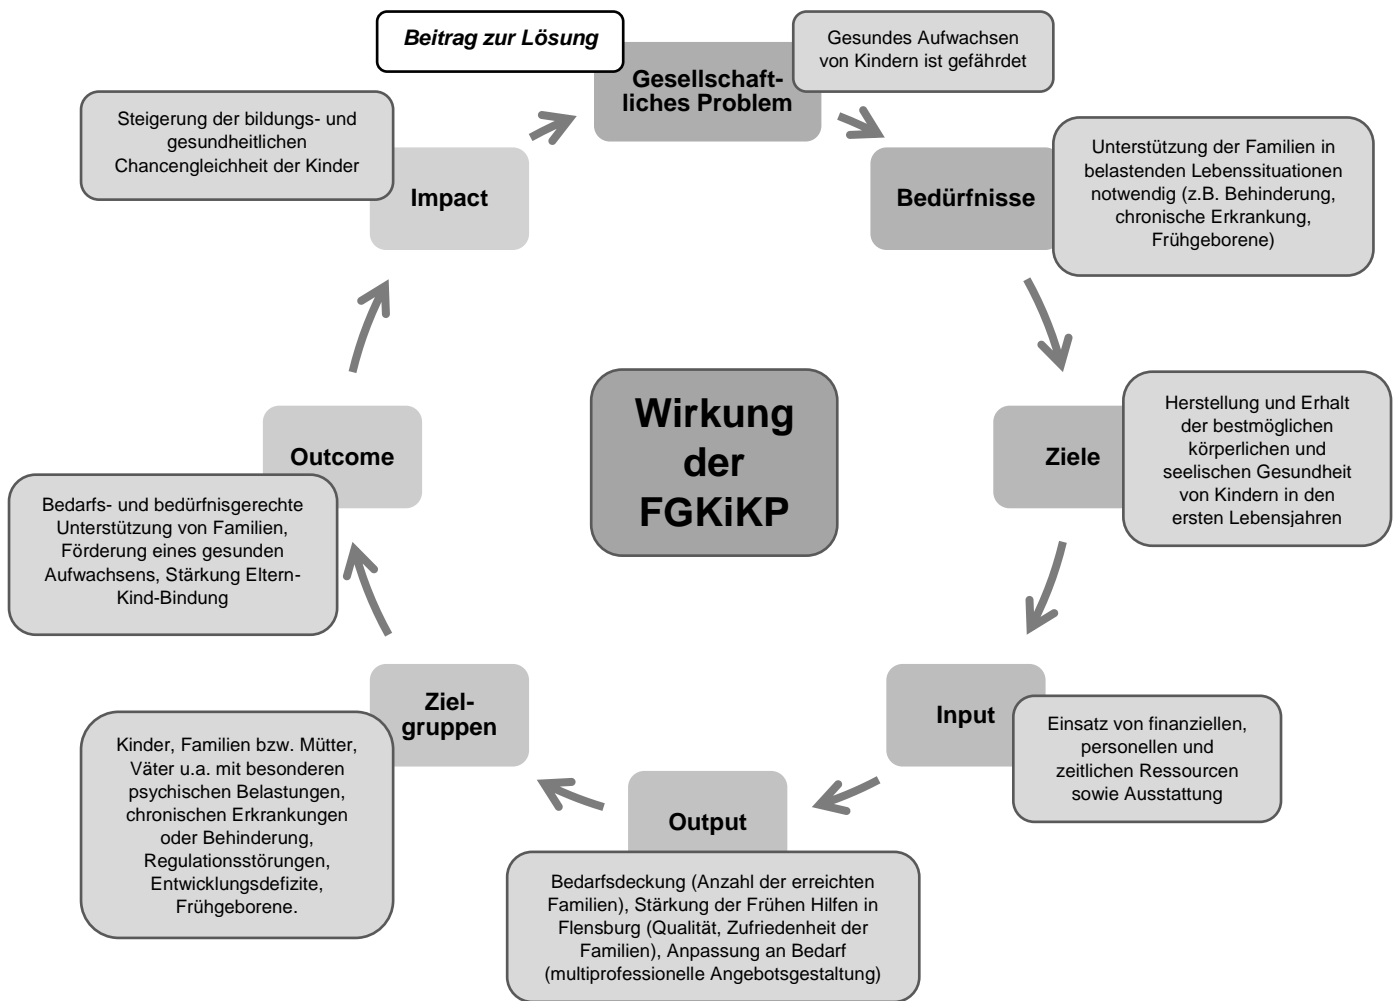 Beitrag zur Lösung
Gesellschaft-
liches Problem
Gesundes Aufwachsen
von Kindern ist gefährdet
Bedürfnisse
Unterstützung der Familien in
belastenden Lebenssituationen
notwendig (z.B. Behinderung,
chronische Erkrankung,
Frühgeborene)
Ziele
Herstellung und Erhalt
der bestmöglichen
körperlichen und
seelischen Gesundheit
von Kindern in den
ersten Lebensjahren
Input
Einsatz von finanziellen,
personellen und
zeitlichen Ressourcen
sowie Ausstattung
Output
Bedarfsdeckung (Anzahl der erreichten
Familien), Stärkung der Frühen Hilfen in
Flensburg (Qualität, Zufriedenheit der
Familien), Anpassung an Bedarf
(multiprofessionelle Angebotsgestaltung)
Ziel-
gruppen
Kinder, Familien bzw. Mütter,
Väter u.a. mit besonderen
psychischen Belastungen,
chronischen Erkrankungen
oder Behinderung,
Regulationsstörungen,
Entwicklungsdefizite,
Frühgeborene.
Outcome
Bedarfs- und bedürfnisgerechte
Unterstützung von Familien,
Förderung eines gesunden
Aufwachsens, Stärkung Eltern-
Kind-Bindung
Impact
Steigerung der bildungs- und
gesundheitlichen
Chancengleichheit der Kinder
Wirkung
der
FGKiKP